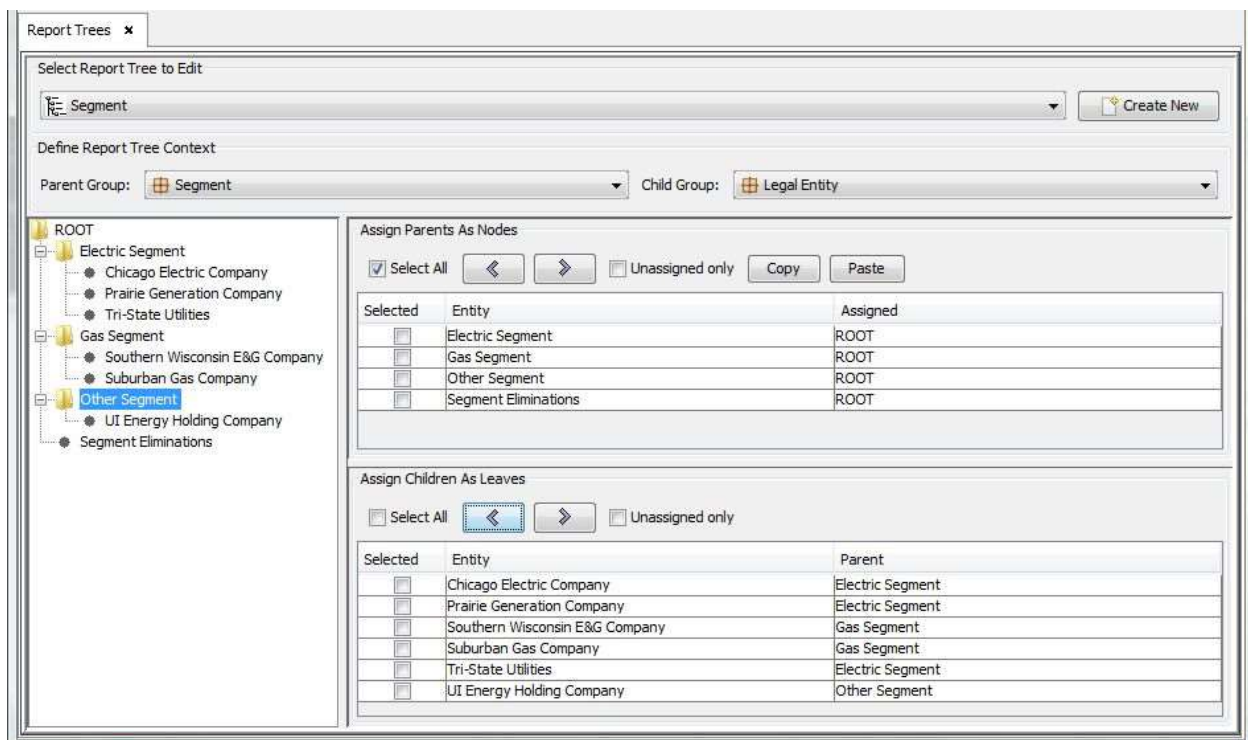 Report Trees
Select Report Tree to Edit
Segment
Create New
Define Report Tree Context
Parent Group: Segment Child Group: Legal Entity
ROOT
Electric Segment
Chicago Electric Company
Prairie Generation Company
Tri-State Utilities
Gas Segment
Southern Wisconsin E&G Company
Suburban Gas Company
Other Segment
UI Energy Holding Company
Segment Eliminations
Assign Parents As Nodes
Select All Unassigned only Copy Paste
Selected Entity Assigned
Electric Segment ROOT
Gas Segment ROOT
Other Segment ROOT
Segment Eliminations ROOT
Assign Children As Leaves
Select All Unassigned only
Selected Entity Parent
Chicago Electric Company Electric Segment
Prairie Generation Company Electric Segment
Southern Wisconsin E&G Company Gas Segment
Suburban Gas Company Gas Segment
Tri-State Utilities Electric Segment
UI Energy Holding Company Other Segment